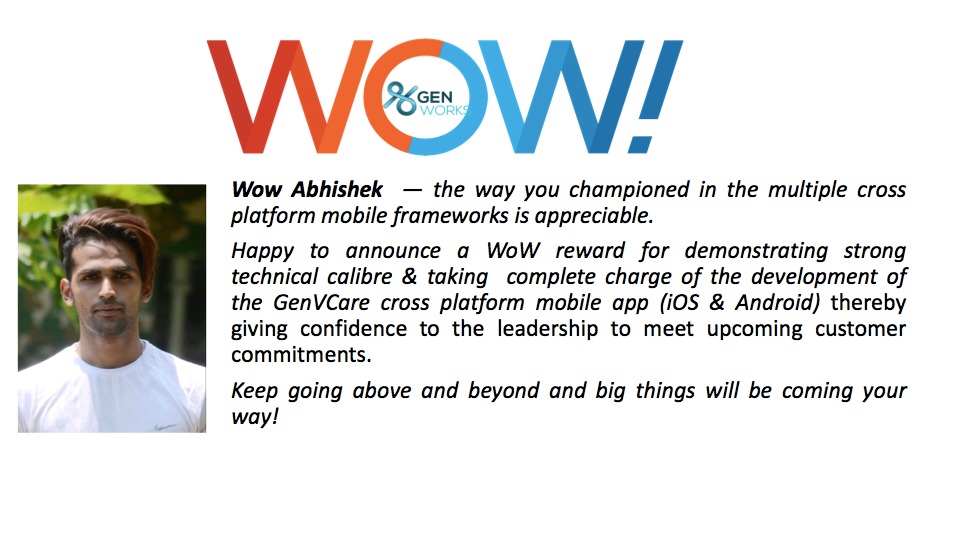 WOW!
GEN
WORKS
Wow Abhishek — the way you championed in the multiple cross
platform mobile frameworks is appreciable.
Happy to announce a WoW reward for demonstrating strong
technical calibre & taking complete charge of the development of
the GenVCare cross platform mobile app (iOS & Android) thereby
giving confidence to the leadership to meet upcoming customer
commitments.
Keep going above and beyond and big things will be coming your
way!